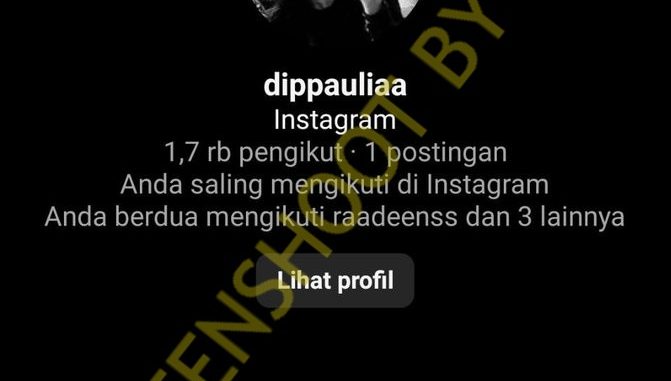 dippauliaa
Instagram
1,7 rb pengikut · 1 postingan
Anda saling mengikuti di Instagram
Anda berdua mengikuti raadeenss dan 3 lainnya
Lihat profil
EENSHOOT BY